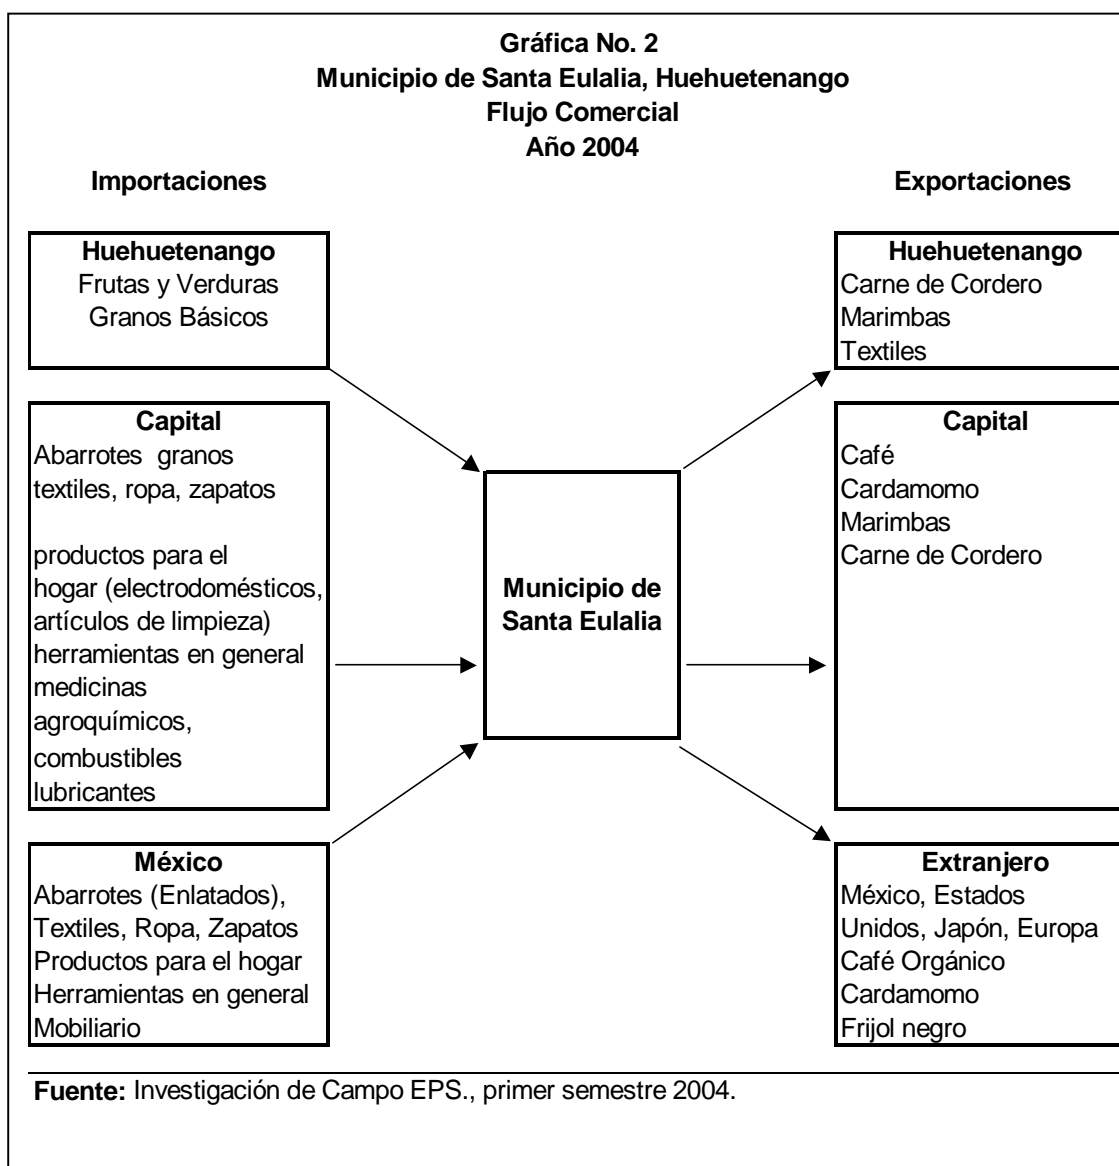 Gráfica No. 2
Municipio de Santa Eulalia, Huehuetenango
Flujo Comercial
Año 2004
Importaciones
Exportaciones
Huehuetenango
Frutas y Verduras
Granos Básicos
Capital
Abarrotes granos
textiles, ropa, zapatos
productos para el
hogar (electrodomésticos,
artículos de limpieza)
herramientas en general
medicinas
agroquímicos,
combustibles
lubricantes
México
Abarrotes (Enlatados),
Textiles, Ropa, Zapatos
Productos para el hogar
Herramientas en general
Mobiliario
Municipio de
Santa Eulalia
Huehuetenango
Carne de Cordero
Marimbas
Textiles
Capital
Café
Cardamomo
Marimbas
Carne de Cordero
Extranjero
México, Estados
Unidos, Japón, Europa
Café Orgánico
Cardamomo
Frijol negro
Fuente: Investigación de Campo EPS., primer semestre 2004.